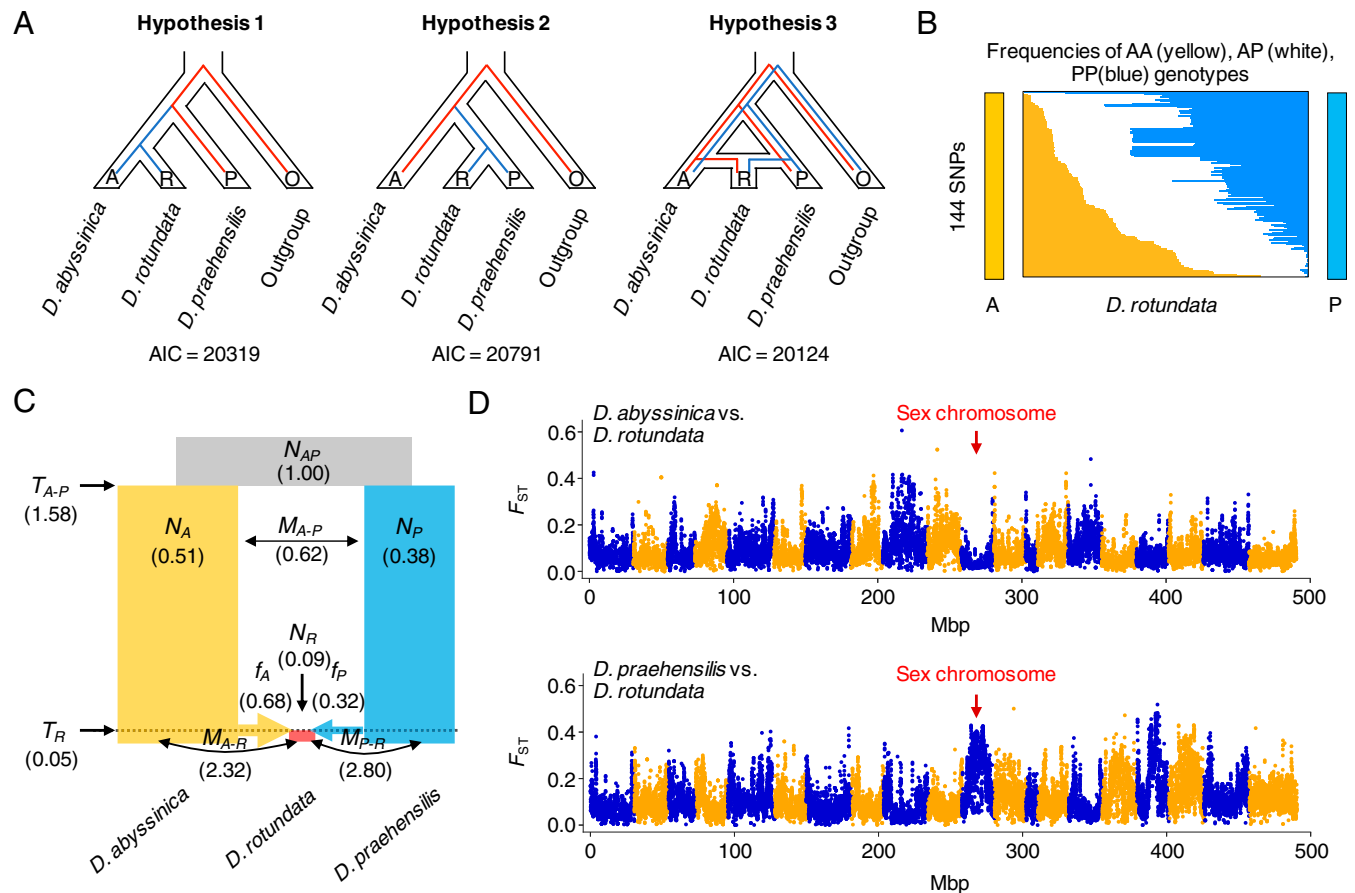 A
Hypothesis 1
Hypothesis 2
Hypothesis 3
A
R
P
O
A
R
P
O
A
R
P
O
D. abyssinica
D. rotundata
D. praehensilis
Outgroup
D. abyssinica
D. rotundata
D. praehensilis
Outgroup
D. abyssinica
D. rotundata
D. praehensilis
Outgroup
AIC = 20319
AIC = 20791
AIC = 20124
B
Frequencies of AA (yellow), AP (white),
PP(blue) genotypes
144 SNPs
A
D. rotundata
P
C
N_AP
(1.00)
T_A-P
(1.58)
N_A
(0.51)
M_A-P
(0.62)
N_P
(0.38)
N_R
(0.09)
f_A
(0.68)
f_P
(0.32)
T_R
(0.05)
M_A-R
(2.32)
M_P-R
(2.80)
D. abyssinica
D. rotundata
D. praehensilis
D
D. abyssinica vs.
D. rotundata
Sex chromosome
F_ST
0.6
0.4
0.2
0.0
0
100
200
300
400
500
Mbp
D. praehensilis vs.
D. rotundata
Sex chromosome
F_ST
0.6
0.4
0.2
0.0
0
100
200
300
400
500
Mbp